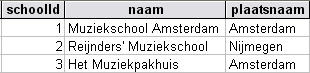 schoolId naam plaatsnaam
1 Muziekschool Amsterdam Amsterdam
2 Reijnders' Muziekschool Nijmegen
3 Het Muziekpakhuis Amsterdam